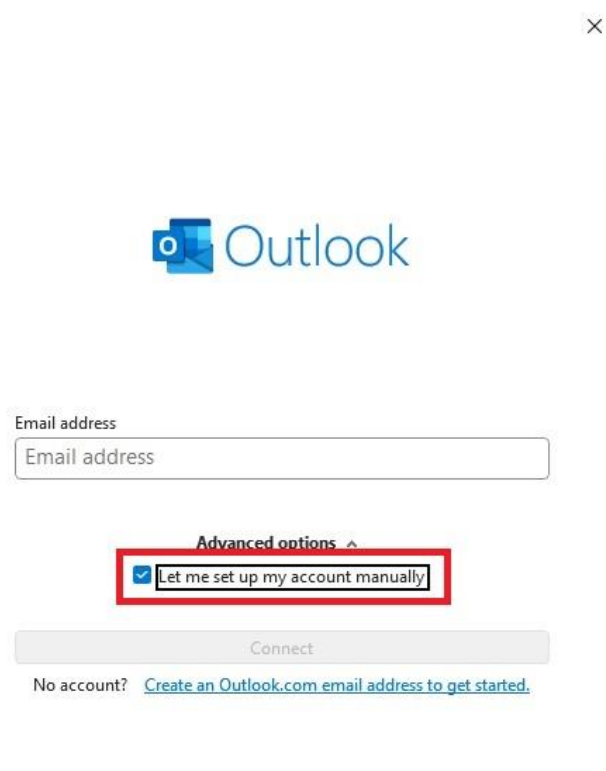 Outlook
Email address
Email address
Advanced options
Let me set up my account manually
Connect
No account? Create an Outlook.com email address to get started.